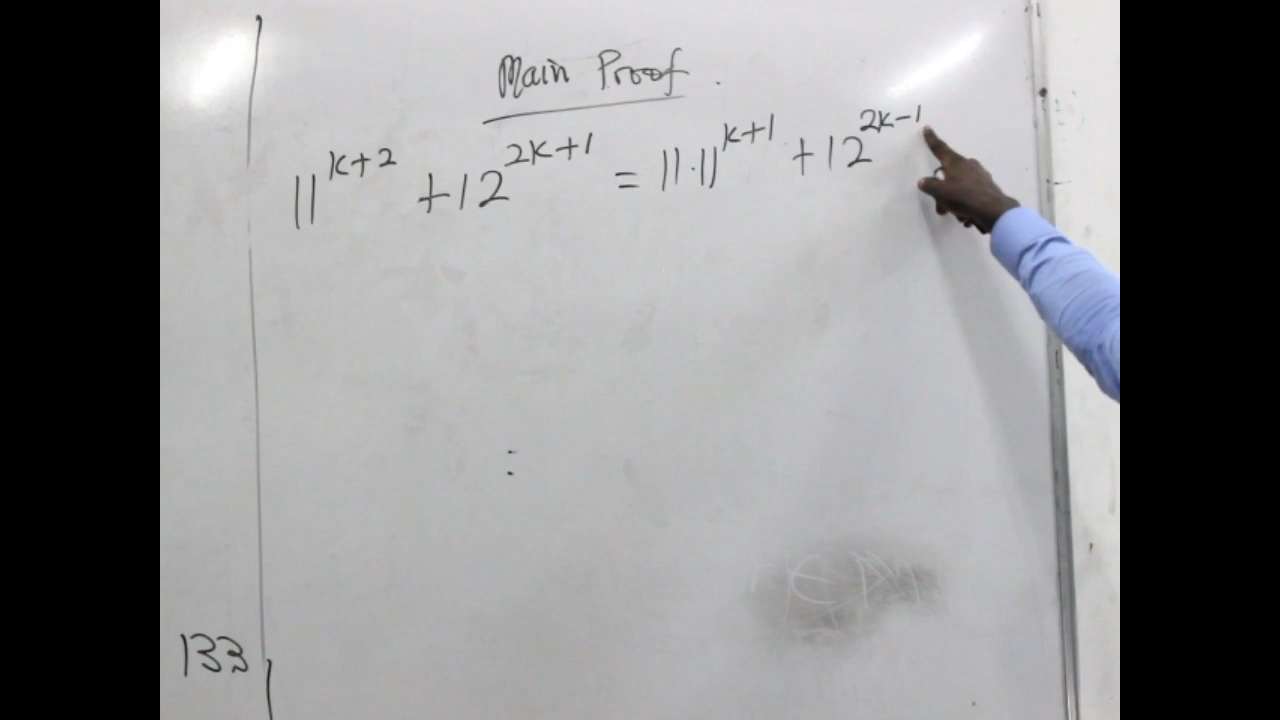 Main Proof.
11^{k+2} + 12^{2k+1} = 11·11^{k+1} + 12^{2k-1}
:
133